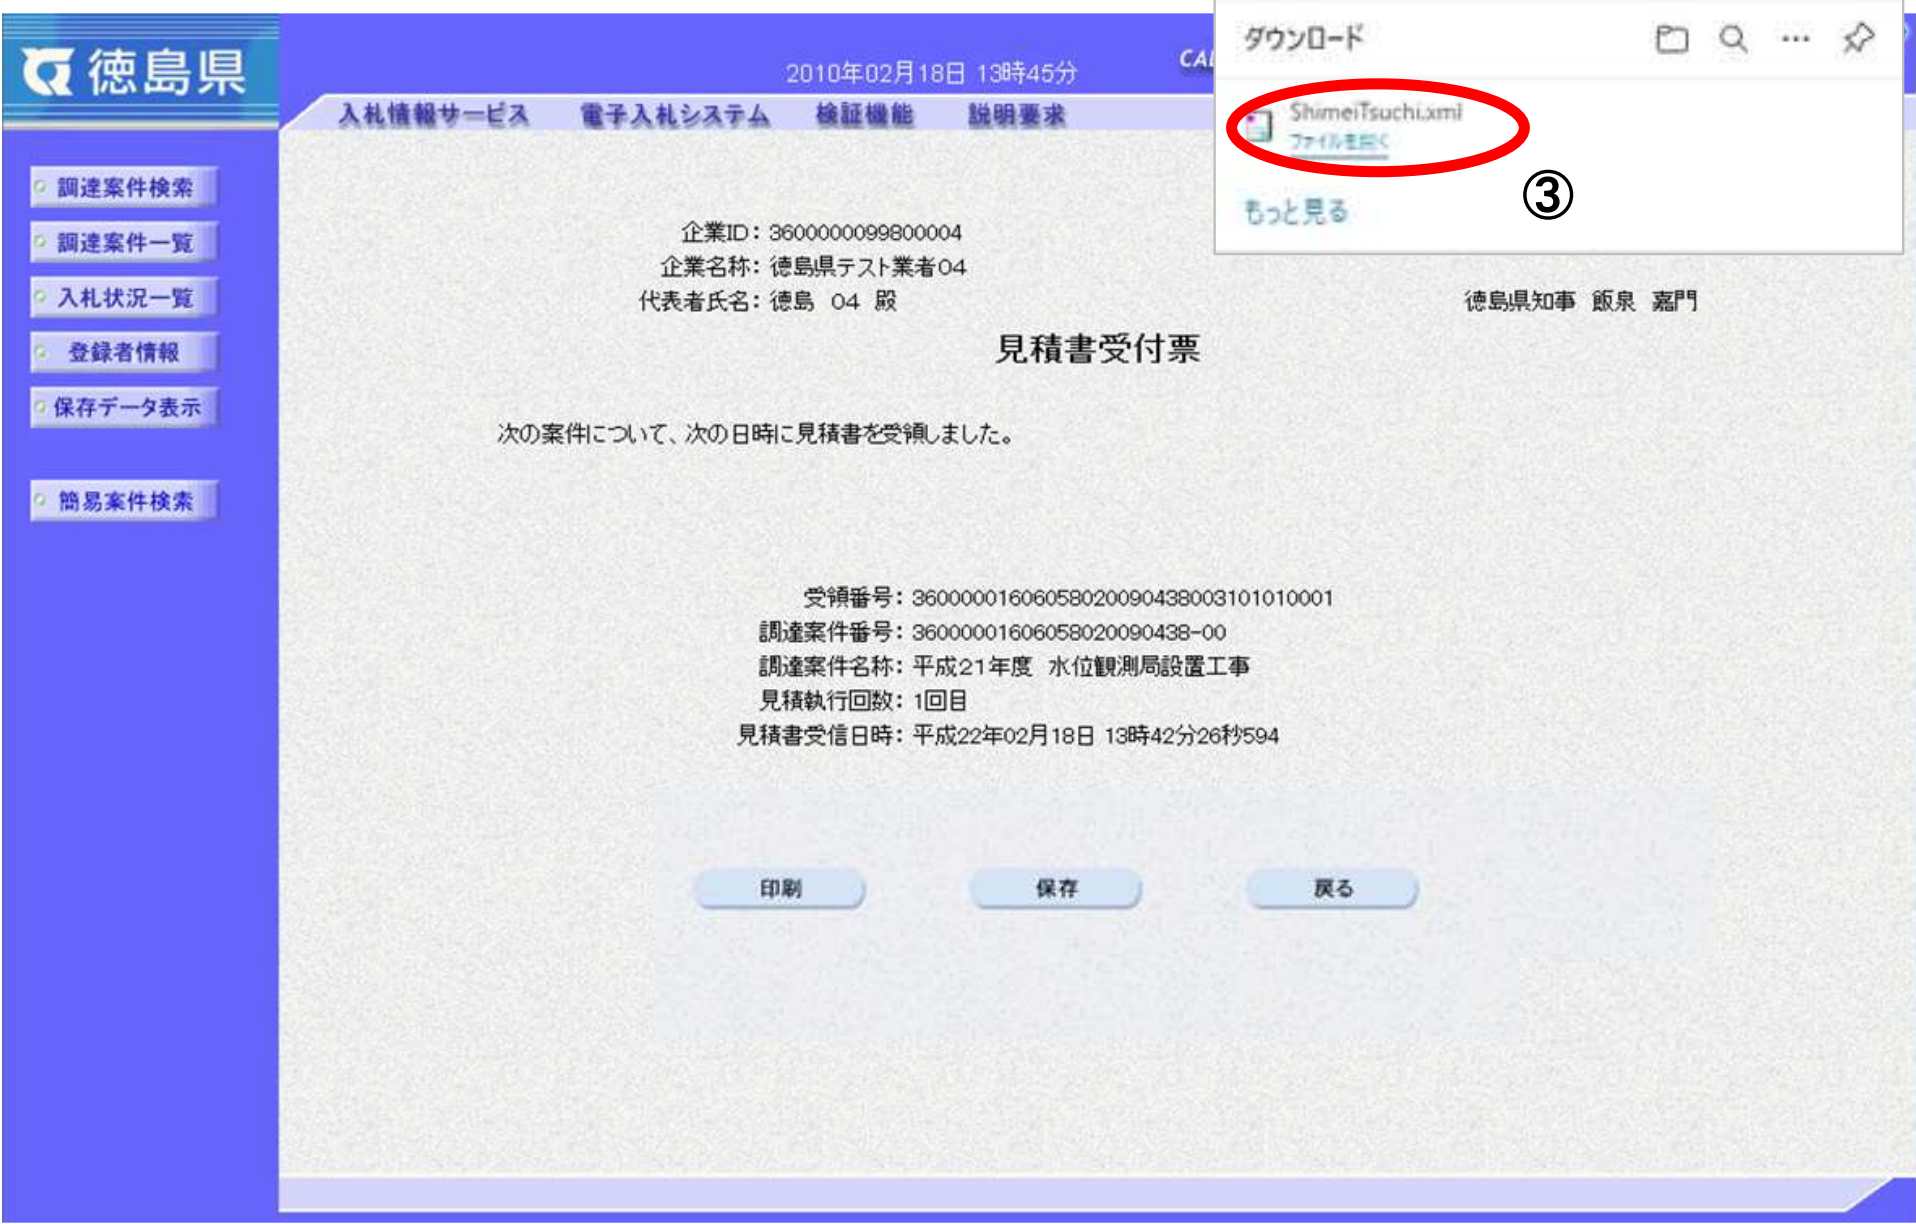 徳島県
2010年02月18日 13時45分
CAL
入札情報サービス 電子入札システム 検証機能 説明要求
ダウンロード
ShimeiTsuchi.xml
ファイルを開く
もっと見る
③
調達案件検索
調達案件一覧
入札状況一覧
登録者情報
保存データ表示
簡易案件検索
企業ID：3600000099800004
企業名称：徳島県テスト業者04
代表者氏名：徳島 04 殿
徳島県知事 飯泉 嘉門
見積書受付票
次の案件について、次の日時に見積書を受領しました。
受領番号：360000016060580200904380031010100​01
調達案件番号：36000001606058020090438-00
調達案件名称：平成21年度 水位観測局設置工事
見積執行回数：1回目
見積書受信日時：平成22年02月18日 13時42分26秒594
印刷
保存
戻る